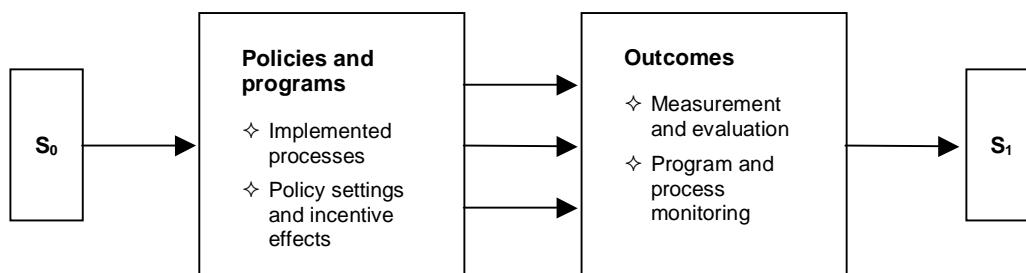 S₀
Policies and
programs
✧ Implemented
processes
✧ Policy settings
and incentive
effects
Outcomes
✧ Measurement
and evaluation
✧ Program and
process
monitoring
S₁